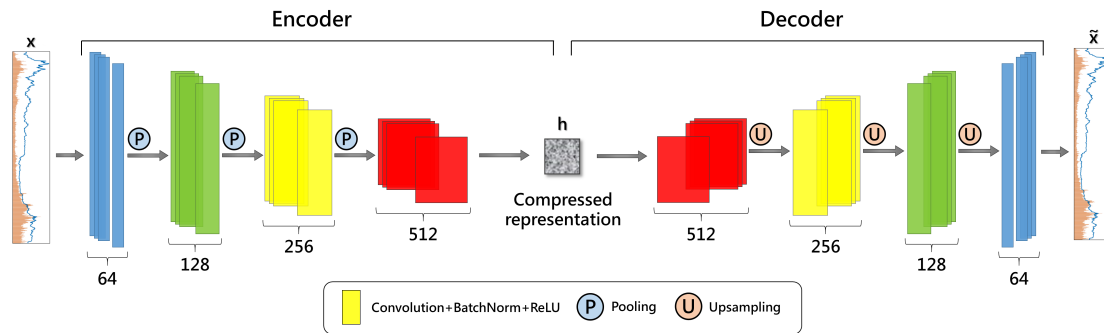 Encoder
Decoder
x
x̃
P
P
P
h
U
U
U
Compressed
representation
64
128
256
512
512
256
128
64
Convolution+BatchNorm+ReLU
P Pooling
U Upsampling